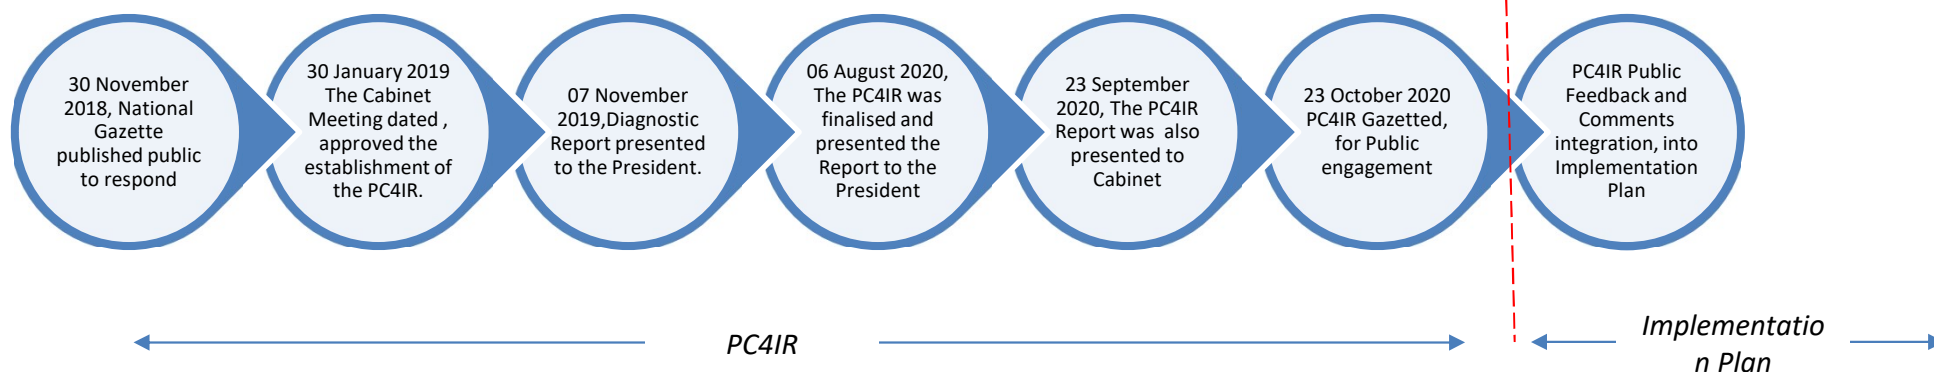 30 November
2018, National
Gazette
published public
to respond
30 January 2019
The Cabinet
Meeting dated ,
approved the
establishment of
the PC4IR.
07 November
2019,Diagnostic
Report presented
to the President.
06 August 2020,
The PC4IR was
finalised and
presented the
Report to the
President
23 September
2020, The PC4IR
Report was also
presented to
Cabinet
23 October 2020
PC4IR Gazetted,
for Public
engagement
PC4IR Public
Feedback and
Comments
integration, into
Implementation
Plan
PC4IR
Implementatio
n Plan